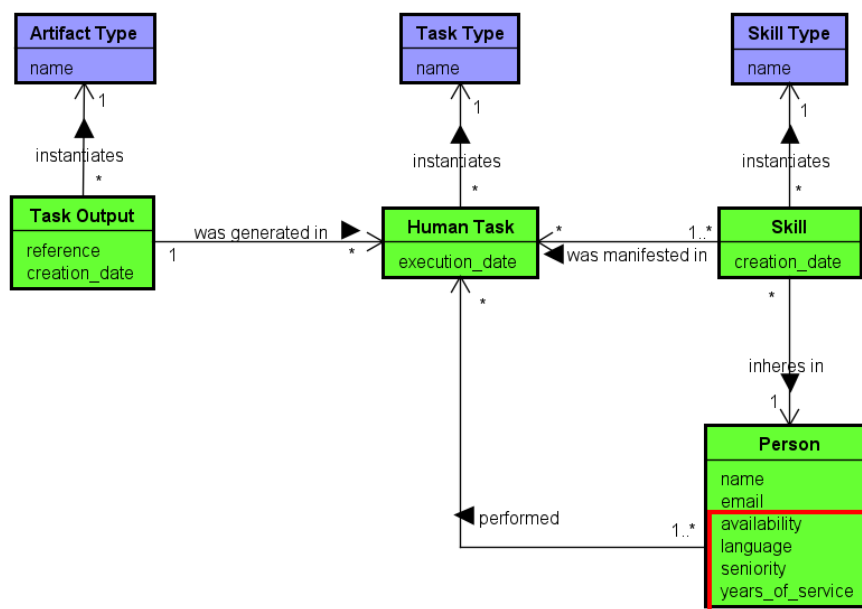 Artifact Type
name
Task Type
name
Skill Type
name
1
1
1
instantiates
instantiates
instantiates
*
*
*
Task Output
reference
creation_date
was generated in
1
*
Human Task
execution_date
*
1..*
was manifested in
Skill
creation_date
*
*
inheres in
1
Person
name
email
availability
language
seniority
years_of_service
performed
1..*